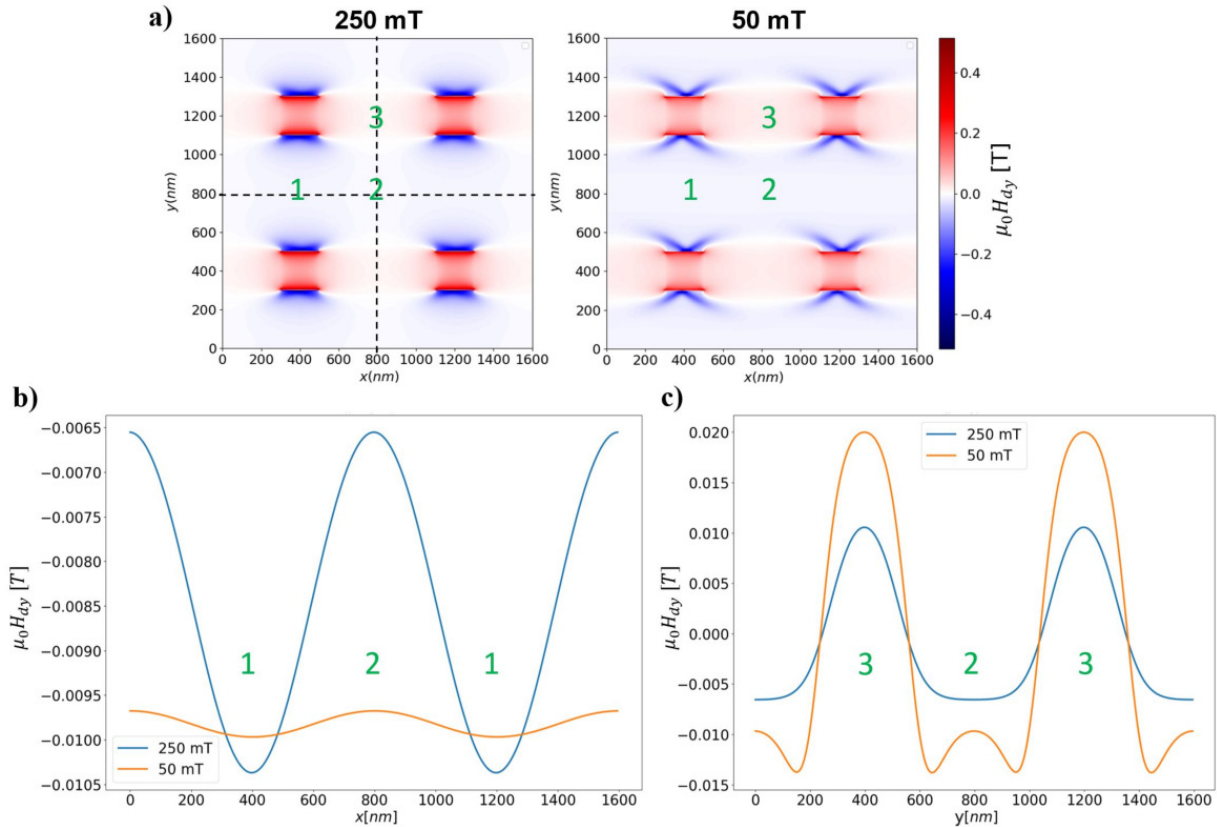 a)
250 mT
50 mT
1600
1400
1200
1000
800
600
400
200
0
y(nm)
0 200 400 600 800 1000 1200 1400 1600
x(nm)
3
1 2
1600
1400
1200
1000
800
600
400
200
0
y(nm)
0 200 400 600 800 1000 1200 1400 1600
x(nm)
3
1 2
0.4
0.2
0.0
−0.2
−0.4
μ₀H_dy [T]
b)
−0.0065
−0.0070
−0.0075
−0.0080
−0.0085
−0.0090
−0.0095
−0.0100
−0.0105
μ₀H_dy [T]
1 2 1
250 mT
50 mT
0 200 400 600 800 1000 1200 1400 1600
x[nm]
c)
0.020
0.015
0.010
0.005
0.000
−0.005
−0.010
−0.015
μ₀H_dy [T]
250 mT
50 mT
3 2 3
0 200 400 600 800 1000 1200 1400 1600
y[nm]